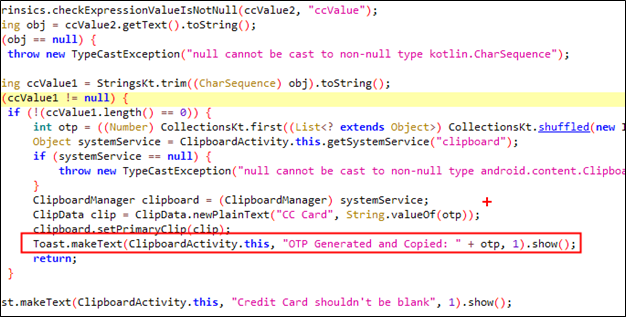 rinsics.checkExpressionValueIsNotNull(ccValue2, "ccValue");
ing obj = ccValue2.getText().toString();
(obj == null) {
throw new TypeCastException("null cannot be cast to non-null type kotlin.CharSequence");
ing ccValue1 = StringsKt.trim((CharSequence) obj).toString();
(ccValue1 != null) {
if (!(ccValue1.length() == 0)) {
int otp = ((Number) CollectionsKt.first((List<? extends Object>) CollectionsKt.shuffled(new I
Object systemService = ClipboardActivity.this.getSystemService("clipboard");
if (systemService == null) {
throw new TypeCastException("null cannot be cast to non-null type android.content.Clipboa
}
ClipboardManager clipboard = (ClipboardManager) systemService;
ClipData clip = ClipData.newPlainText("CC Card", String.valueOf(otp));
clipboard.setPrimaryClip(clip);
Toast.makeText(ClipboardActivity.this, "OTP Generated and Copied: " + otp, 1).show();
return;
}
st.makeText(ClipboardActivity.this, "Credit Card shouldn't be blank", 1).show();